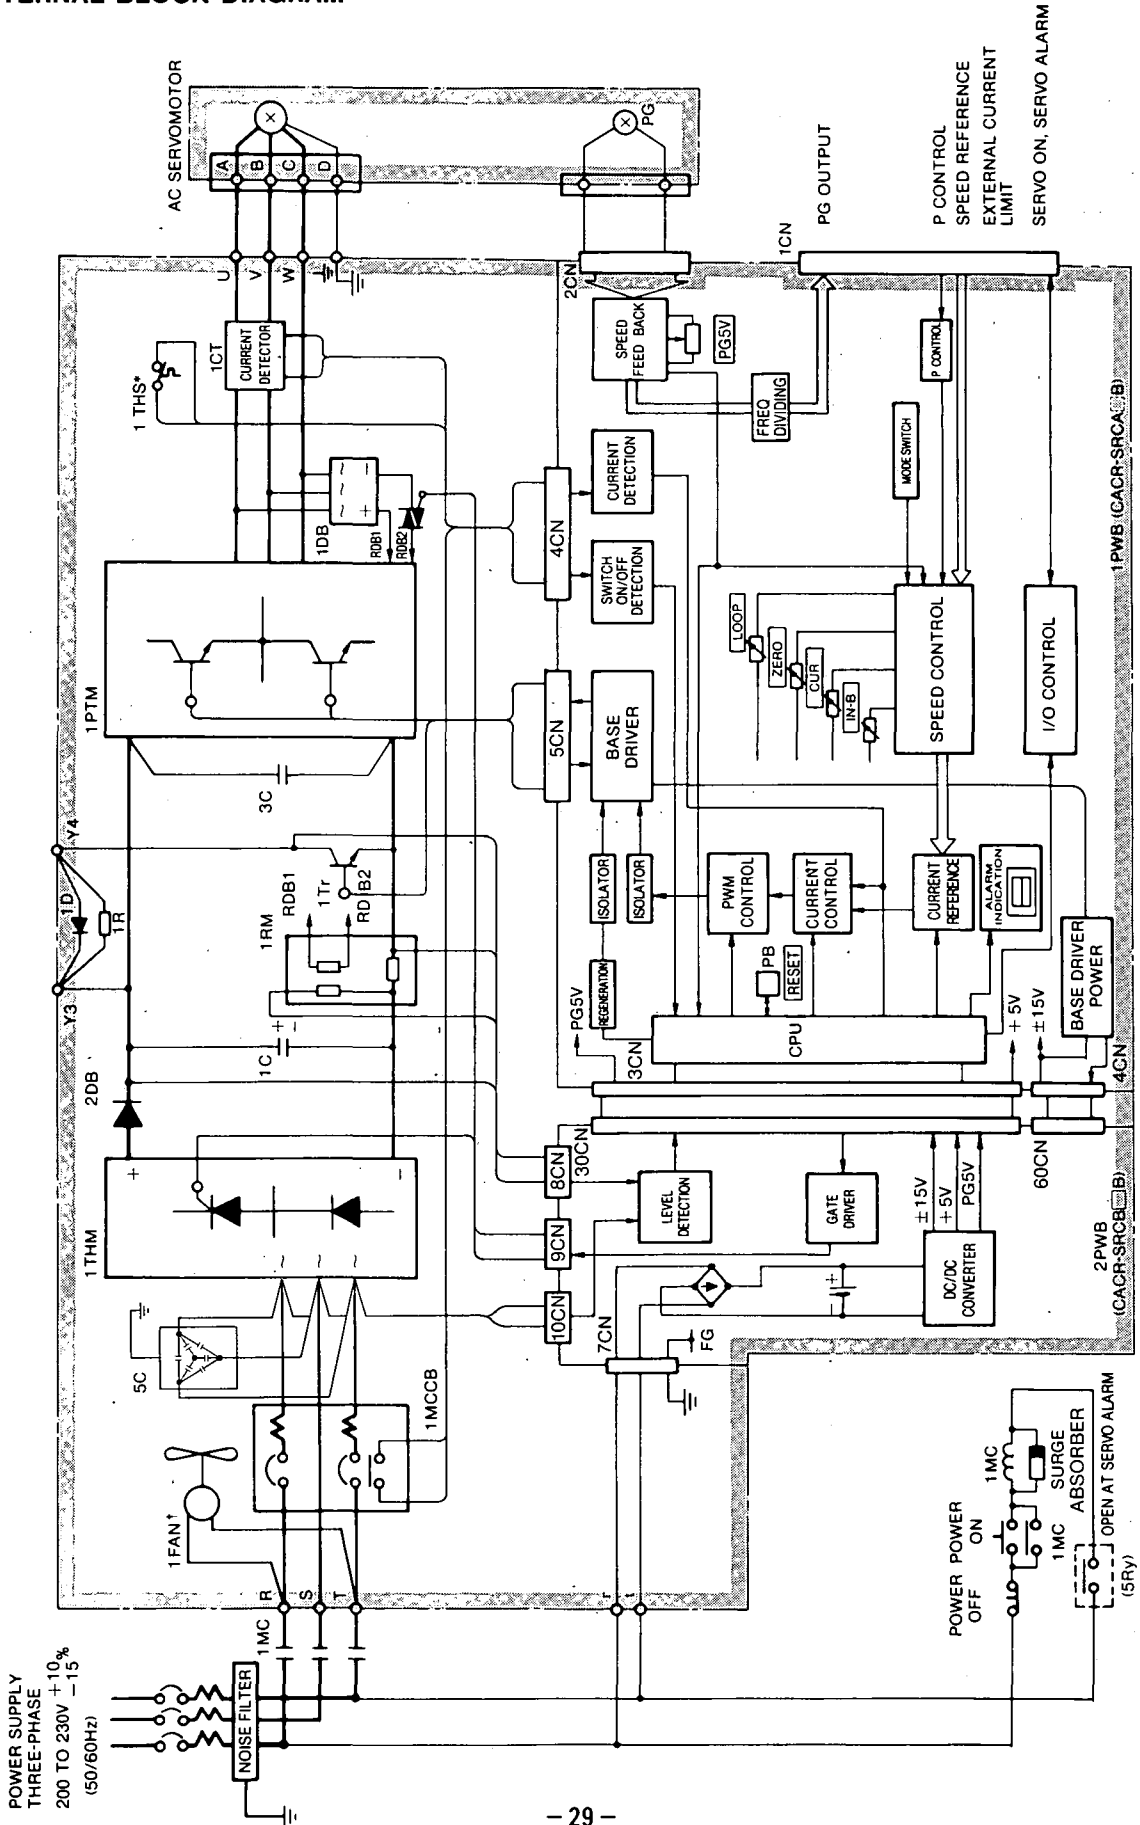 POWER SUPPLY
THREE-PHASE
200 TO 230V +10% -15%
(50/60Hz)
NOISE FILTER
1MC
R
S
T
r
1FAN†
1MCCB
5C
1THM
+
−
~
~
~
2DB
1C
+
−
Y3
Y4
1D
1R
1RM
RDB1
RDB2
1Tr
3C
1PTM
1DB
~
~
~
+
−
RDB1
RDB2
1 THS*
1CT
CURRENT
DETECTOR
U
V
W
AC SERVOMOTOR
A
B
C
D
PG
10CN
9CN
8CN
5CN
4CN
2CN
7CN
FG
30CN
3CN
LEVEL
DETECTION
GATE
DRIVER
DC/DC
CONVERTER
+
−
±15V
+5V
PG5V
60CN
4CN
2PWB
(CACR-SRCB□B)
PG5V
REGENERATION
ISOLATOR
ISOLATOR
BASE
DRIVER
SWITCH
ON/OFF
DETECTION
CURRENT
DETECTION
SPEED
FEED BACK
PG5V
FREQ
DIVIDING
1CN
PG OUTPUT
CPU
PB
RESET
PWM
CONTROL
CURRENT
CONTROL
CURRENT
REFERENCE
ALARM
INDICATION
+ 5V
±15V
BASE DRIVER
POWER
LOOP
ZERO
CUR
IN-B
SPEED CONTROL
MODE SWITCH
P CONTROL
I/O CONTROL
P CONTROL
SPEED REFERENCE
EXTERNAL CURRENT
LIMIT
SERVO ON, SERVO ALARM
1PWB (CACR-SRCA□B)
POWER
OFF
POWER
ON
1MC
1MC
SURGE
ABSORBER
OPEN AT SERVO ALARM
(5Ry)
− 29 −